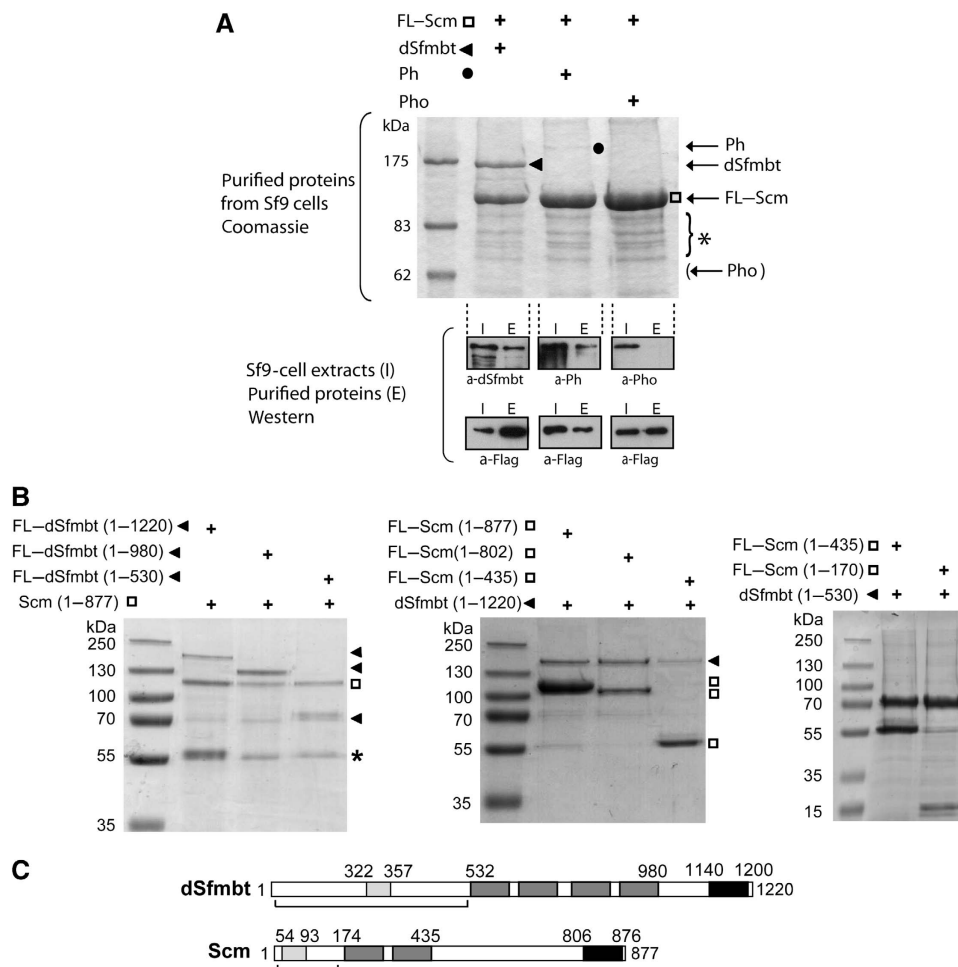 A
FL–Scm + + +
dSfmbt +
Ph +
Pho +
kDa
175
83
62
Purified proteins
from Sf9 cells
Coomassie
Ph
dSfmbt
FL–Scm
*
(Pho)
I E I E I E
a-dSfmbt a-Ph a-Pho
Sf9-cell extracts (I)
Purified proteins (E)
Western
I E I E I E
a-Flag a-Flag a-Flag
B
FL–dSfmbt (1–1220) +
FL–dSfmbt (1–980) +
FL–dSfmbt (1–530) +
Scm (1–877) + + +
kDa
250
130
100
70
55
35
*
FL–Scm (1–877) +
FL–Scm(1–802) +
FL–Scm (1–435) +
dSfmbt (1–1220) + + +
kDa
250
130
100
70
55
35
FL–Scm (1–435) +
FL–Scm (1–170) +
dSfmbt (1–530) + +
kDa
250
130
100
70
55
35
15
C
322 357 532 980 1140 1200
dSfmbt 1 1220
54 93 174 435 806 876
Scm 1 877